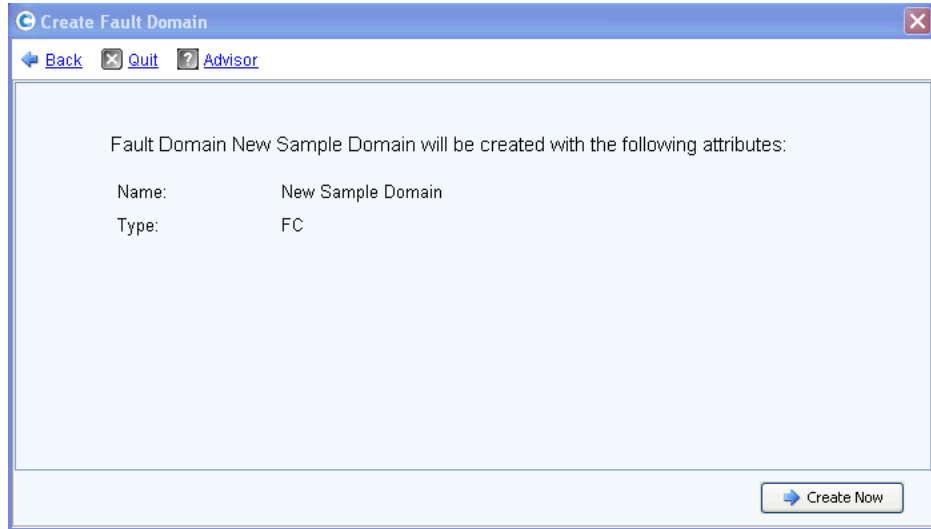 Create Fault Domain
Back Quit Advisor
Fault Domain New Sample Domain will be created with the following attributes:
Name: New Sample Domain
Type: FC
Create Now